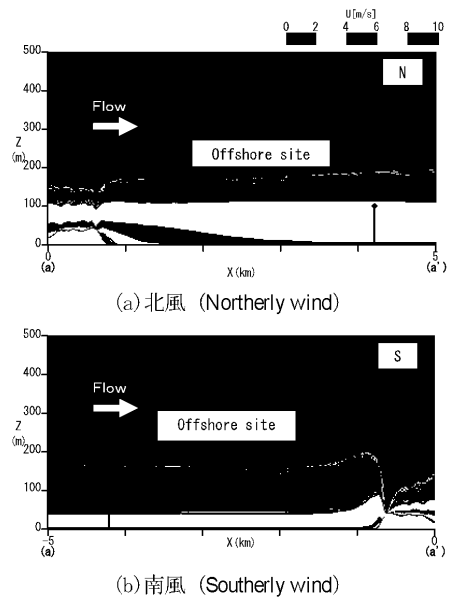 U[m/s]
0 2 4 6 8 10
500
400
300
Z
(m)
200
100
0
N
Flow
Offshore site
0 5
(a) X(km) (a')
(a)北風 (Northerly wind)
500
400
300
Z
(m)
200
100
0
S
Flow
Offshore site
-5 0
(a) X(km) (a')
(b)南風 (Southerly wind)